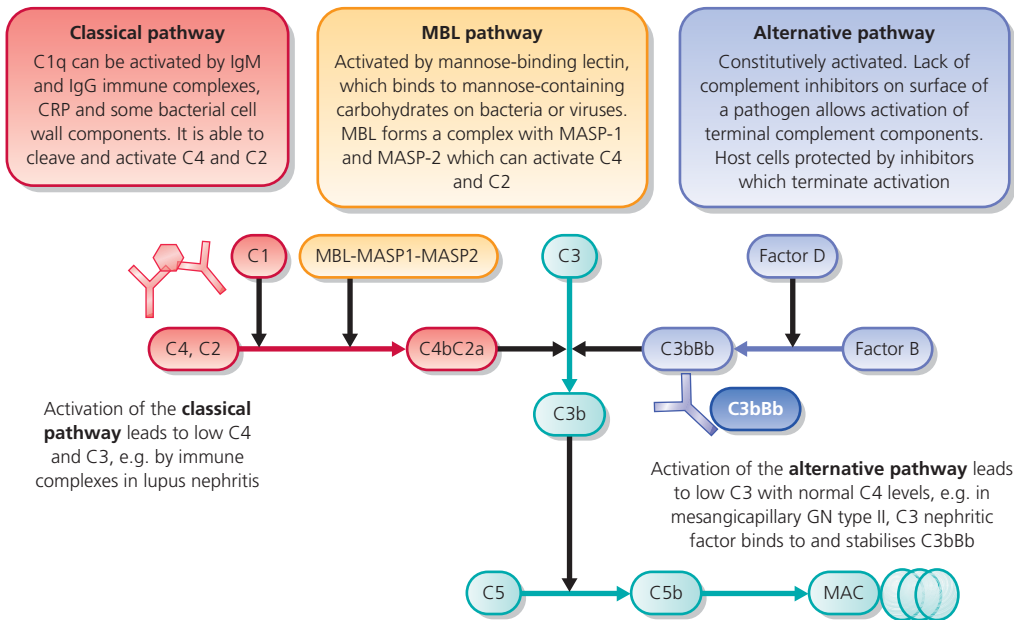 Classical pathway
C1q can be activated by IgM
and IgG immune complexes,
CRP and some bacterial cell
wall components. It is able to
cleave and activate C4 and C2
MBL pathway
Activated by mannose-binding lectin,
which binds to mannose-containing
carbohydrates on bacteria or viruses.
MBL forms a complex with MASP-1
and MASP-2 which can activate C4
and C2
Alternative pathway
Constitutively activated. Lack of
complement inhibitors on surface of
a pathogen allows activation of
terminal complement components.
Host cells protected by inhibitors
which terminate activation
C1
MBL-MASP1-MASP2
C3
Factor D
C4, C2
C4bC2a
C3bBb
Factor B
C3b
C3bBb
Activation of the classical
pathway leads to low C4
and C3, e.g. by immune
complexes in lupus nephritis
Activation of the alternative pathway leads
to low C3 with normal C4 levels, e.g. in
mesangicapillary GN type II, C3 nephritic
factor binds to and stabilises C3bBb
C5
C5b
MAC